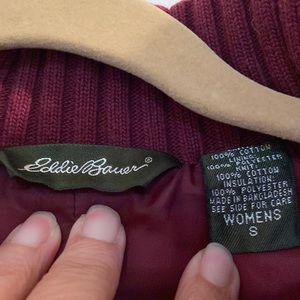 Eddie Bauer®
100% COTTON
LINING:
100% POLYESTER
KNIT:
100% COTTON
INSULATION:
100% POLYESTER
MADE IN BANGLADESH
SEE SIDE FOR CARE
WOMENS
S